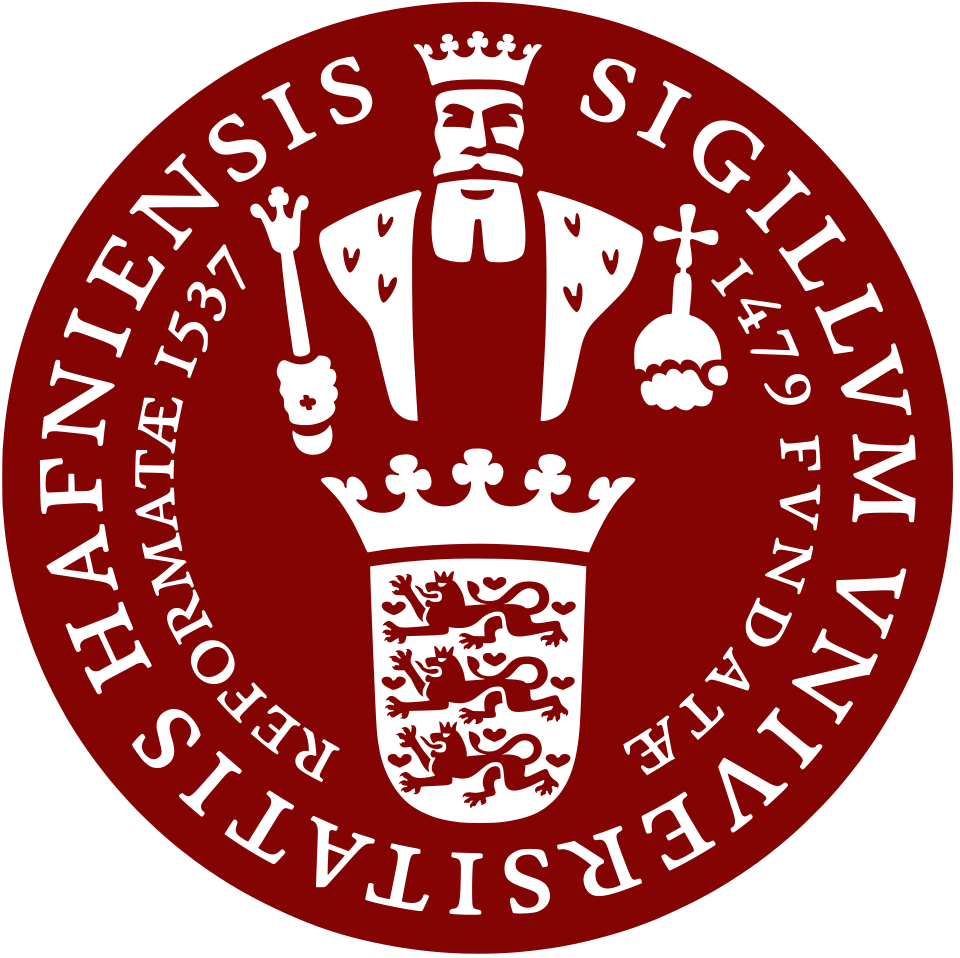 SIGILLVM VNIVERSITATIS HAFNIENSIS
1479 FVNDATÆ
REFORMATÆ 1537